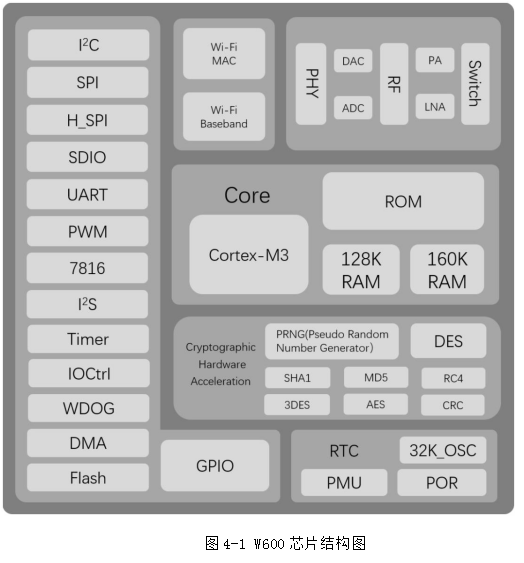 I²C
SPI
H_SPI
SDIO
UART
PWM
7816
I²S
Timer
IOCtrl
WDOG
DMA
Flash
GPIO
Wi-Fi
MAC
Wi-Fi
Baseband
PHY
DAC
ADC
RF
PA
LNA
Switch
Core
Cortex-M3
ROM
128K
RAM
160K
RAM
Cryptographic
Hardware
Acceleration
PRNG(Pseudo Random
Number Generator)
DES
SHA1
MD5
RC4
3DES
AES
CRC
RTC
32K_OSC
PMU
POR
图 4-1 W600 芯片结构图